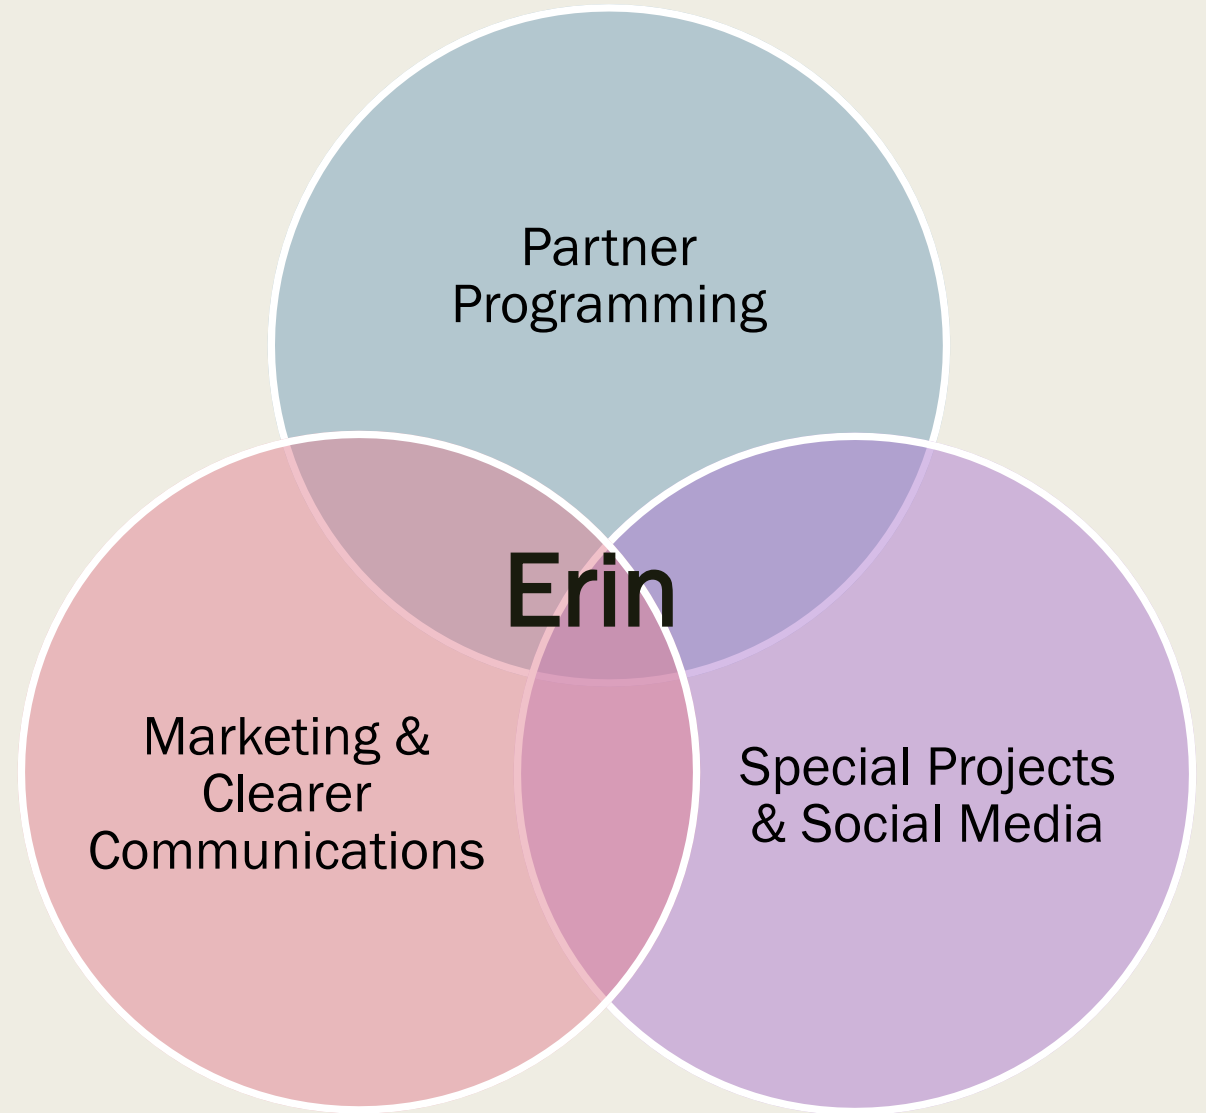 Partner
Programming
Erin
Marketing &
Clearer
Communications
Special Projects
& Social Media